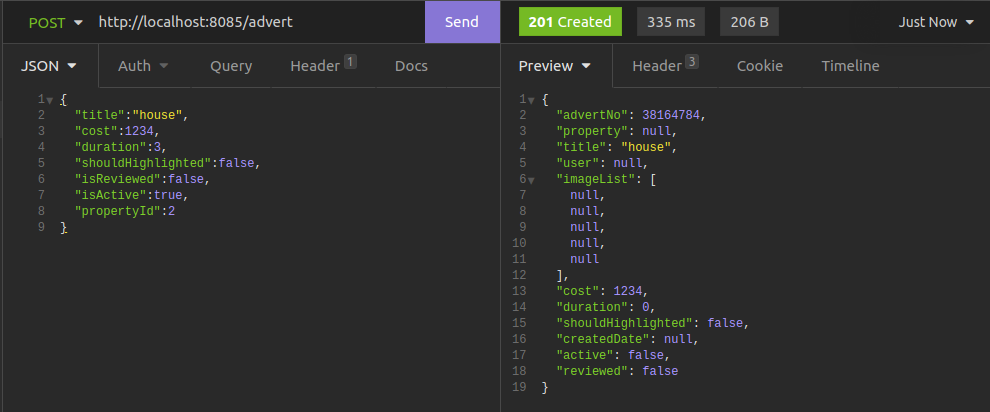 POST http://localhost:8085/advert Send 201 Created 335 ms 206 B Just Now
JSON Auth Query Header 1 Docs Preview Header 3 Cookie Timeline
1 {
2 "title":"house",
3 "cost":1234,
4 "duration":3,
5 "shouldHighlighted":false,
6 "isReviewed":false,
7 "isActive":true,
8 "propertyId":2
9 }
1 {
2 "advertNo": 38164784,
3 "property": null,
4 "title": "house",
5 "user": null,
6 "imageList": [
7 null,
8 null,
9 null,
10 null,
11 null
12 ],
13 "cost": 1234,
14 "duration": 0,
15 "shouldHighlighted": false,
16 "createdDate": null,
17 "active": false,
18 "reviewed": false
19 }